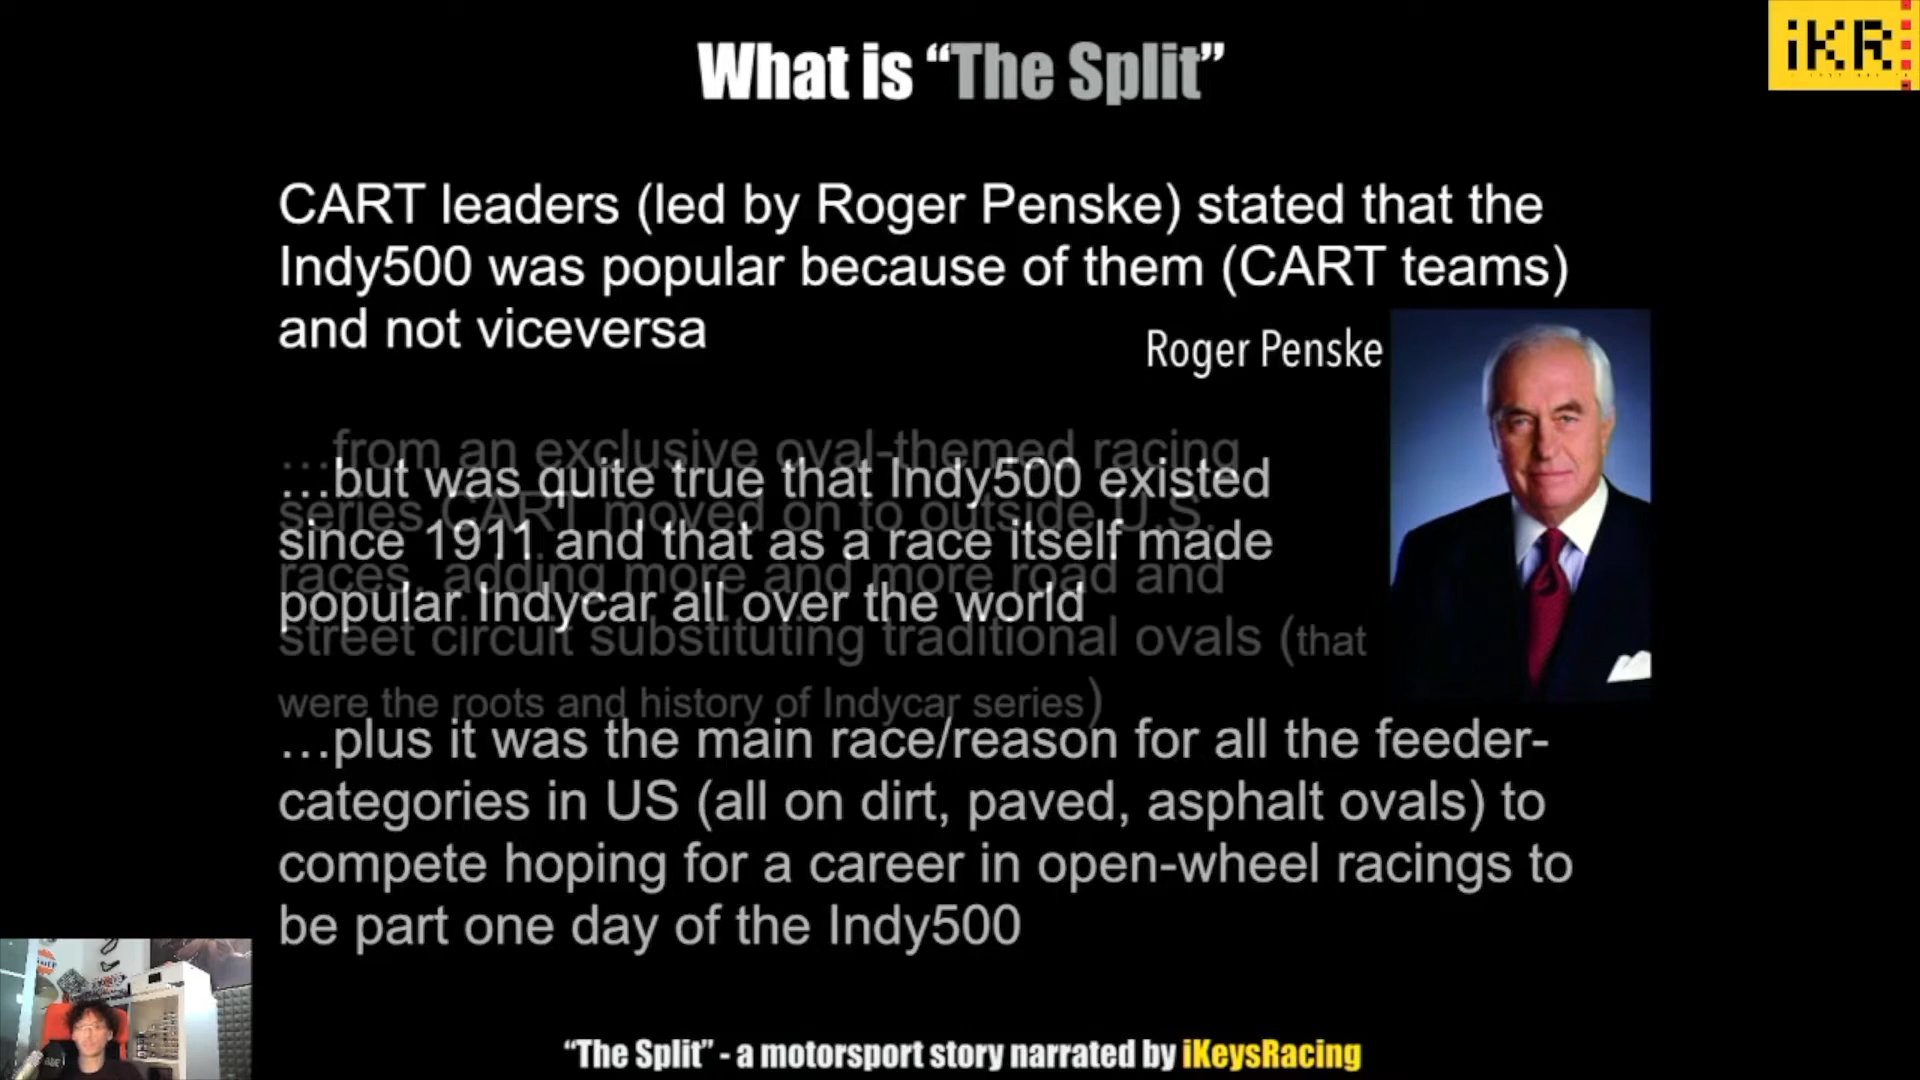 What is “The Split”
iKR
CART leaders (led by Roger Penske) stated that the
Indy500 was popular because of them (CART teams)
and not viceversa
Roger Penske
…from an exclusive oval-themed racing
series CART moved on to outside U.S.
races, adding more and more road and
street circuit substituting traditional ovals (that
were the roots and history of Indycar series)
…but was quite true that Indy500 existed
since 1911 and that as a race itself made
popular Indycar all over the world
…plus it was the main race/reason for all the feeder-
categories in US (all on dirt, paved, asphalt ovals) to
compete hoping for a career in open-wheel racings to
be part one day of the Indy500
“The Split” - a motorsport story narrated by iKeysRacing